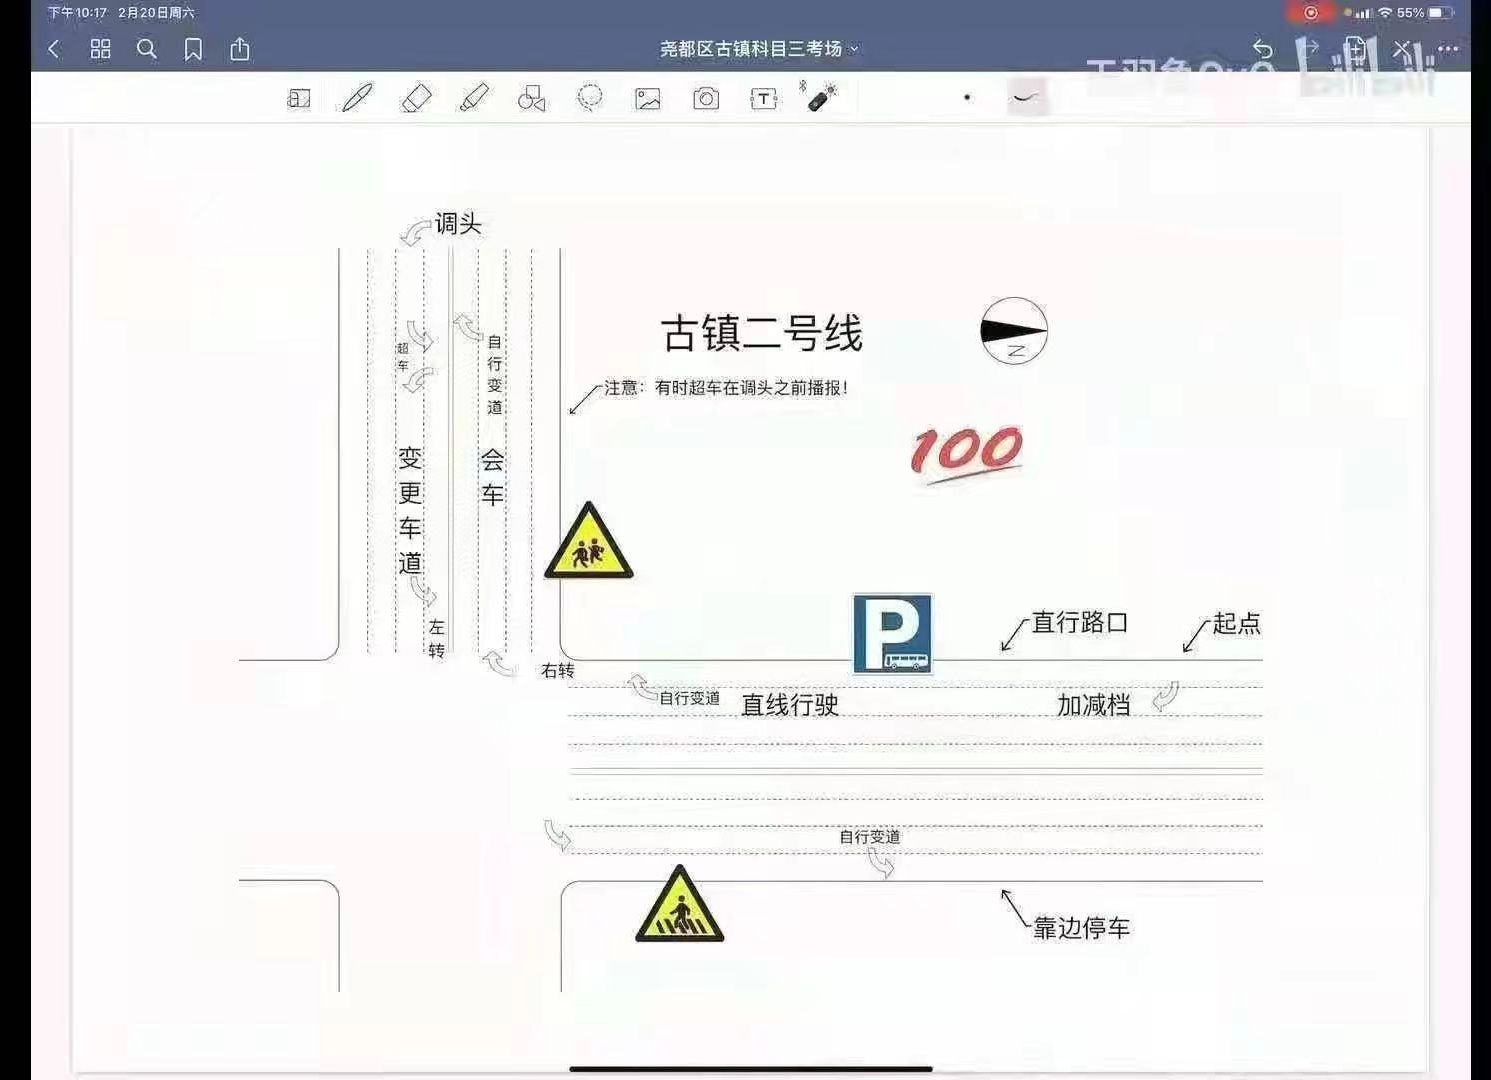 下午10:17 2月20日周六
55%
尧都区古镇科目三考场
bilibili
T
调头
古镇二号线
N
超车
自行变道
注意：有时超车在调头之前播报！
100
变更车道
会车
P
直行路口
起点
左转
右转
自行变道
直线行驶
加减档
自行变道
靠边停车